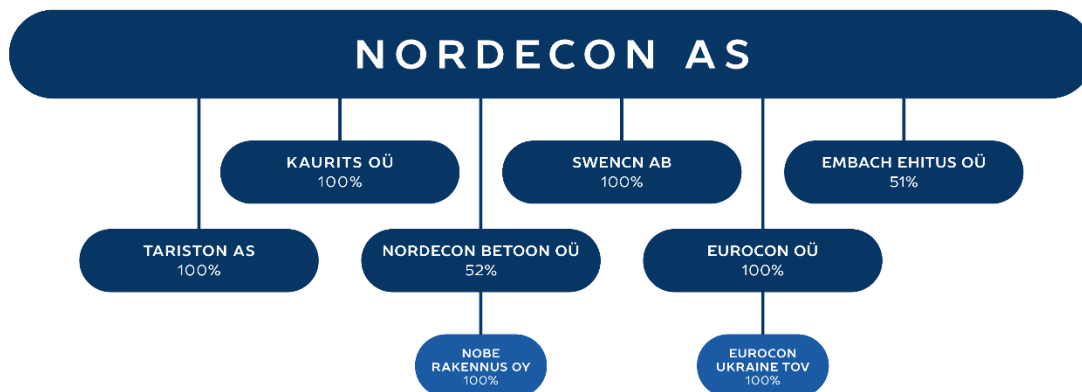 NORDECON AS
KAURITS OÜ
100%
SWENCN AB
100%
EMBACH EHITUS OÜ
51%
TARISTON AS
100%
NORDECON BETOON OÜ
52%
EUROCON OÜ
100%
NOBE
RAKENNUS OY
100%
EUROCON
UKRAINE TOV
100%